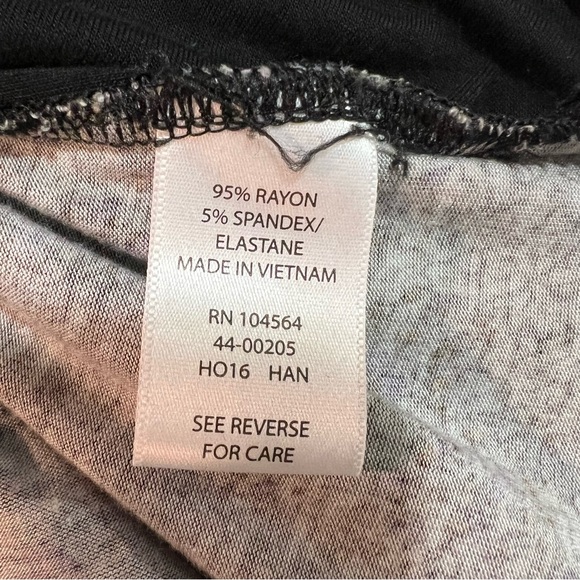 95% RAYON
5% SPANDEX/
ELASTANE
MADE IN VIETNAM
RN 104564
44-00205
HO16 HAN
SEE REVERSE
FOR CARE